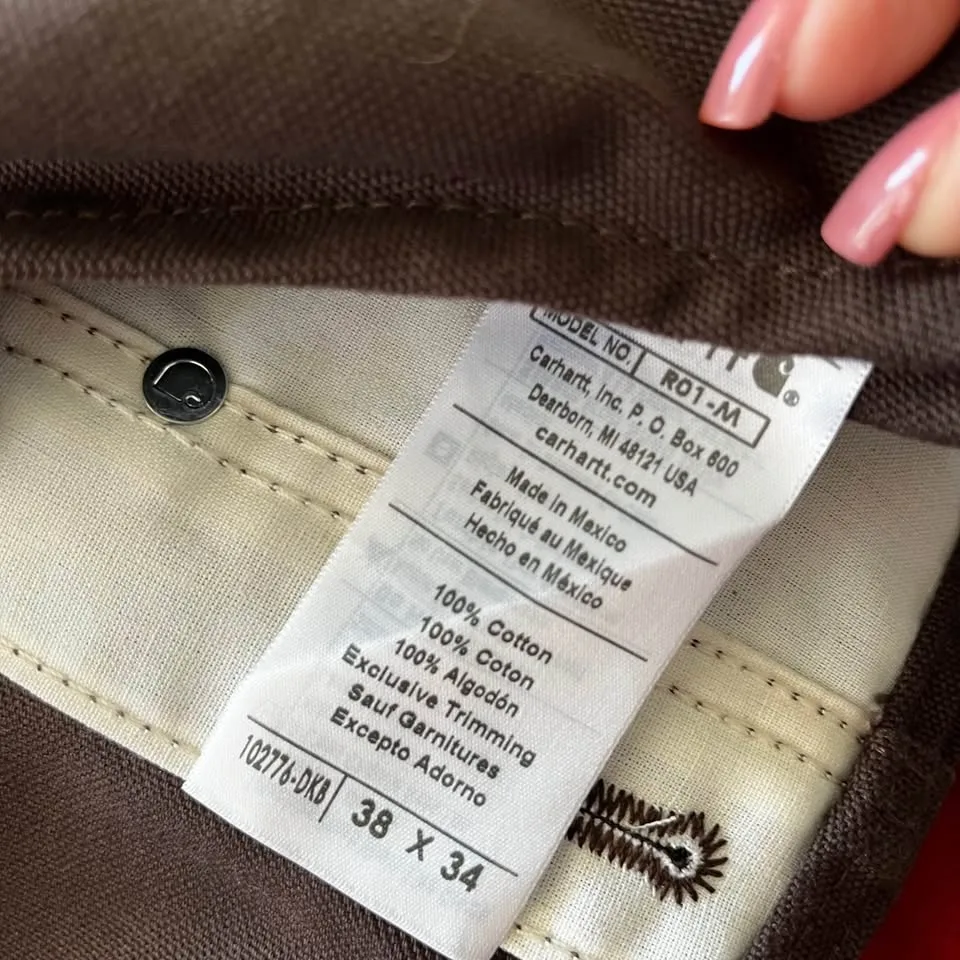 MODEL NO. R01-M
Carhartt, Inc. P. O. Box 600
Dearborn, MI 48121 USA
carhartt.com
Made in Mexico
Fabriqué au Mexique
Hecho en México
100% Cotton
100% Coton
100% Algodón
Exclusive Trimming
Sauf Garnitures
Excepto Adorno
102776-DKB 38 X 34